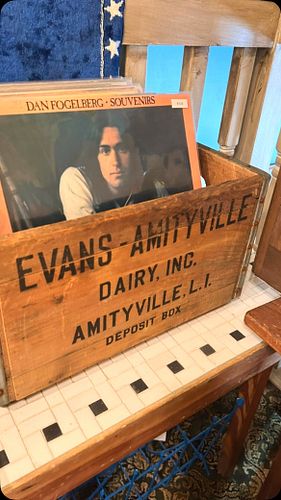 DAN FOGELBERG • SOUVENIRS
EVANS-AMITYVILLE
DAIRY, INC.
AMITYVILLE, L.I.
DEPOSIT BOX